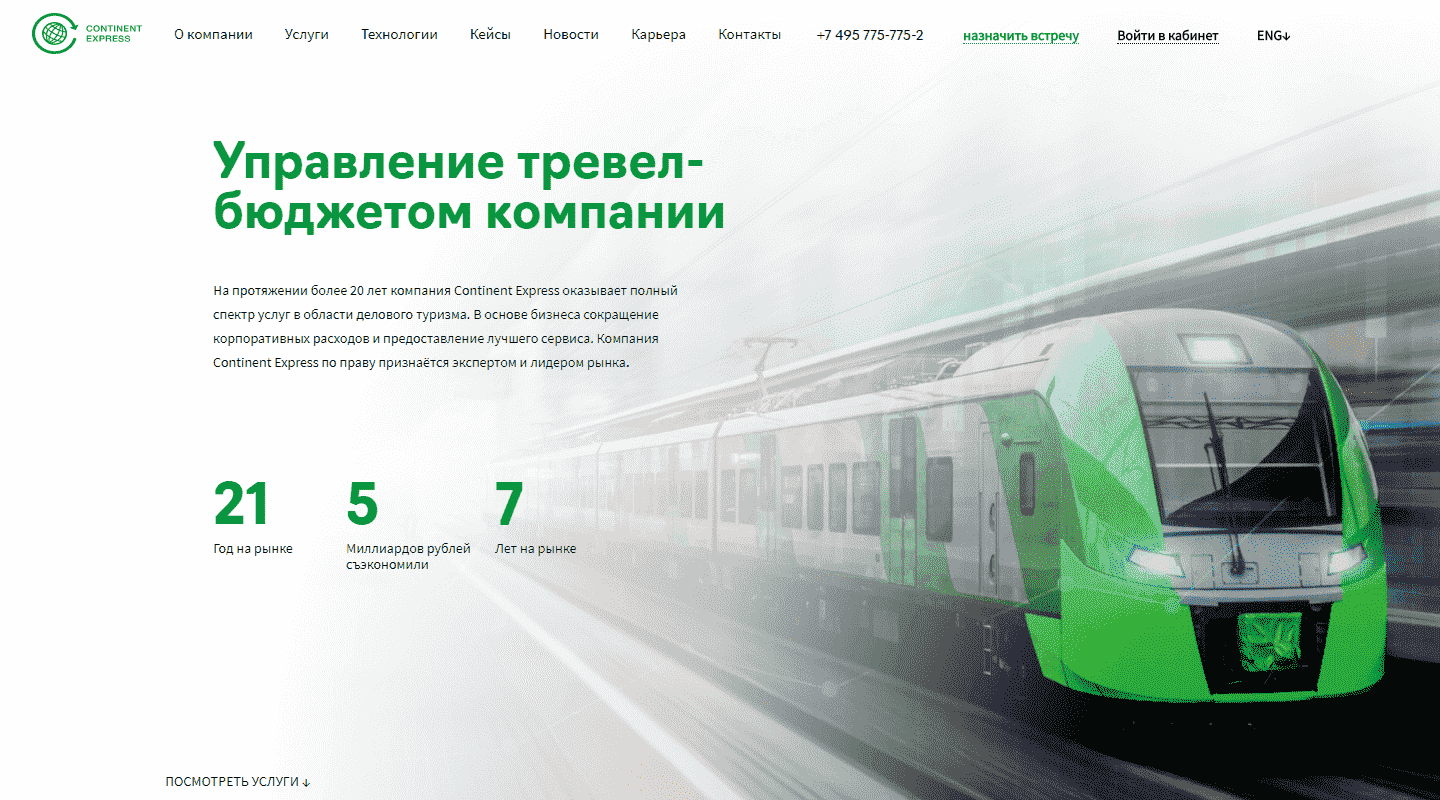 CONTINENT
EXPRESS
О компании Услуги Технологии Кейсы Новости Карьера Контакты +7 495 775-775-2 назначить встречу Войти в кабинет ENG↓
Управление тревел-
бюджетом компании
На протяжении более 20 лет компания Continent Express оказывает полный
спектр услуг в области делового туризма. В основе бизнеса сокращение
корпоративных расходов и предоставление лучшего сервиса. Компания
Continent Express по праву признаётся экспертом и лидером рынка.
21 5 7
Год на рынке Миллиардов рублей Лет на рынке
съэкономили
ПОСМОТРЕТЬ УСЛУГИ ↓